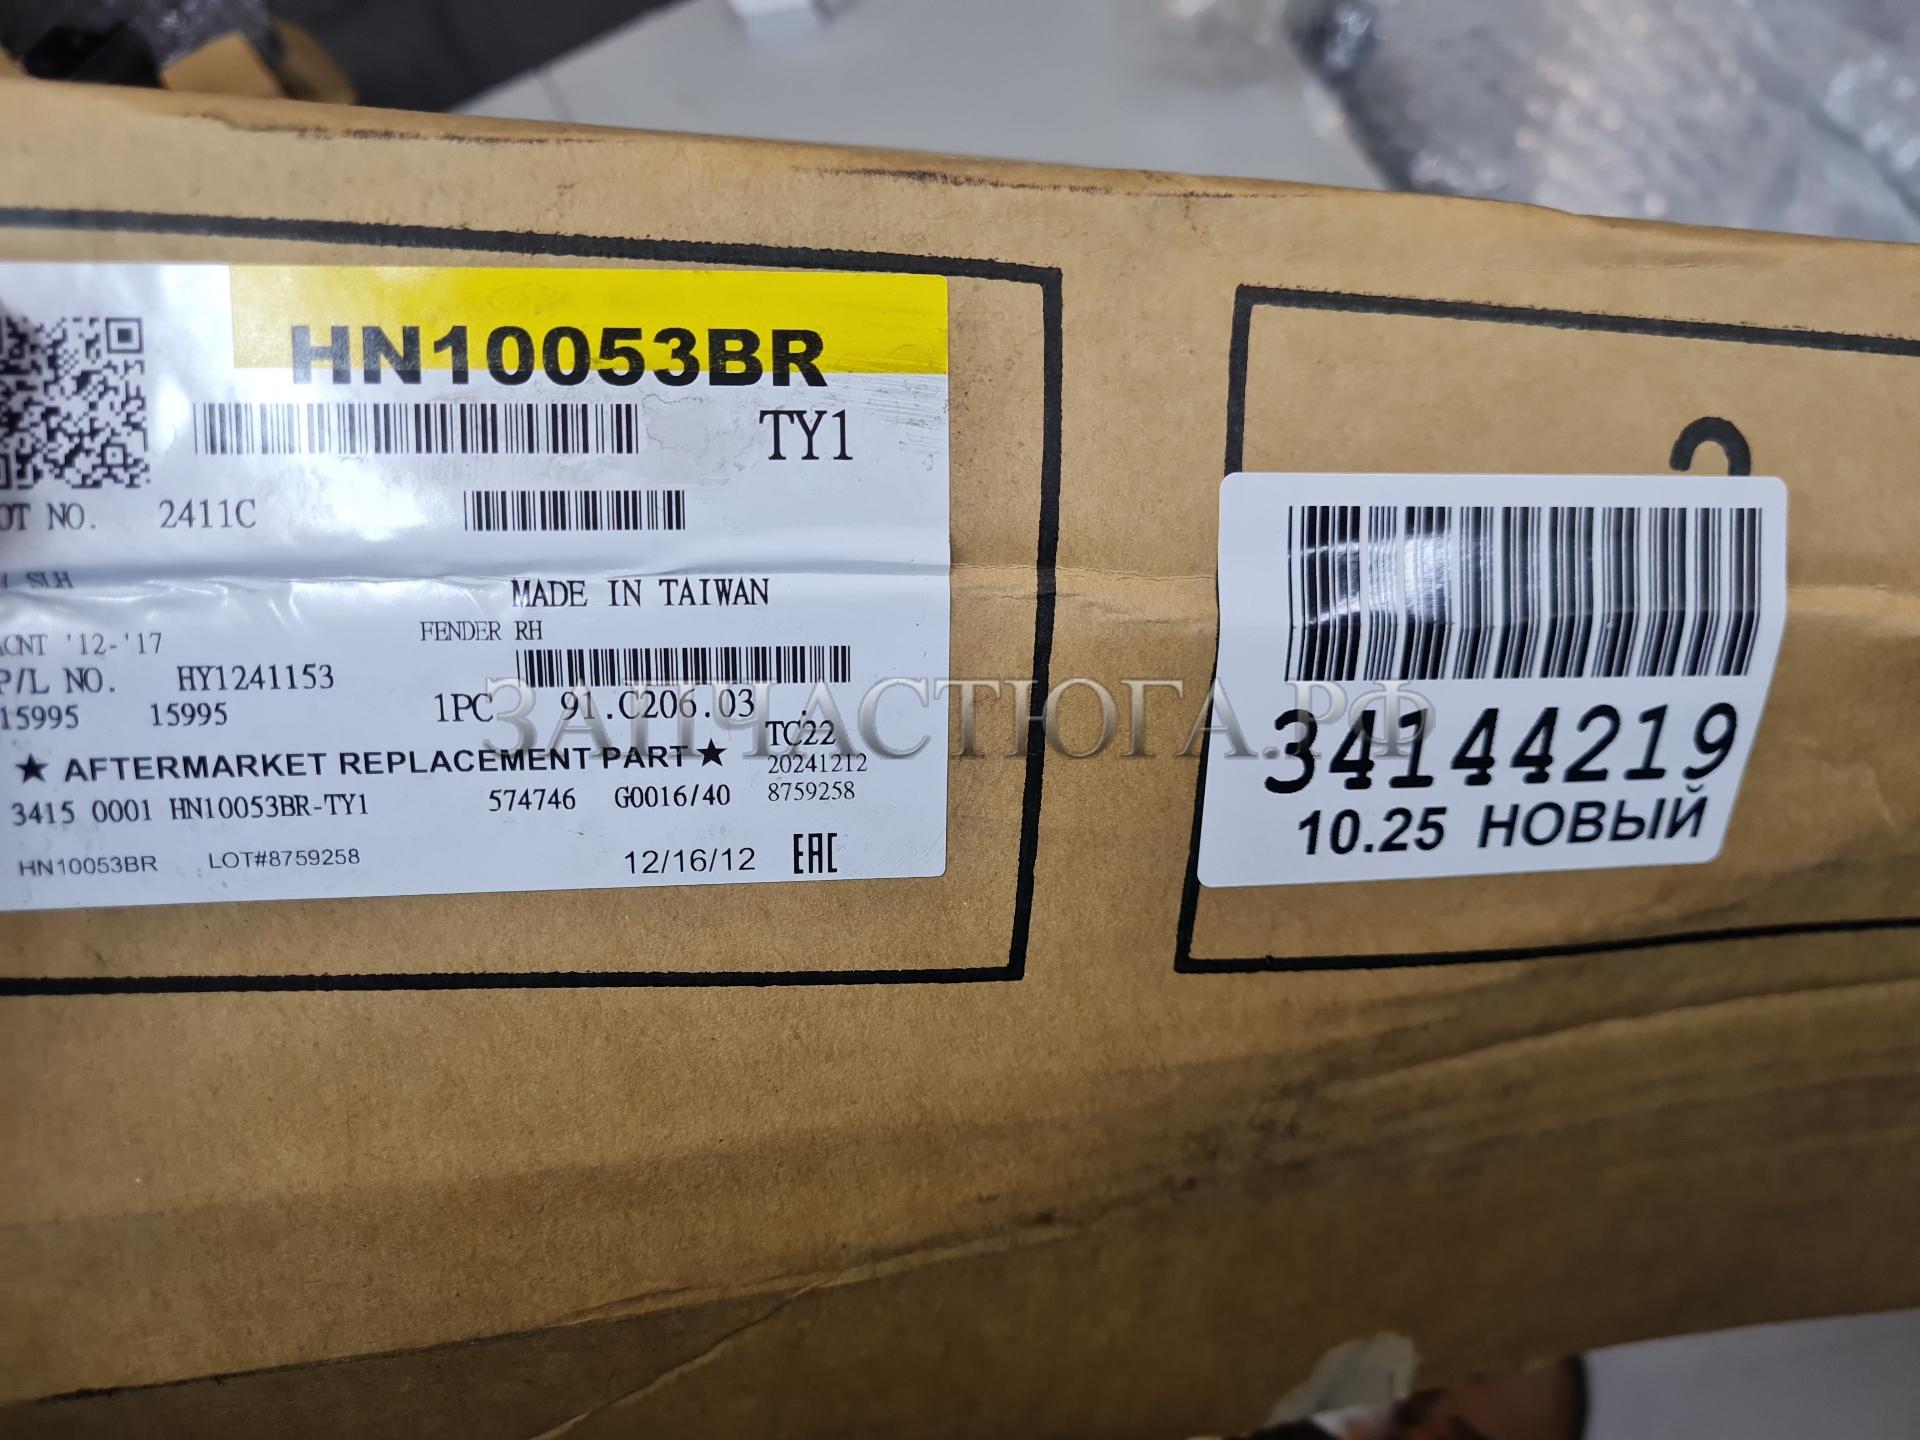 HN10053BR
TY1
OT NO. 2411C
MADE IN TAIWAN
FENDER RH
'12-'17
P/L NO. HY1241153
15995 15995
1PC 91.C206.03
TC22
★ AFTERMARKET REPLACEMENT PART ★
20241212
3415 0001 HN10053BR-TY1 574746 G0016/40 8759258
HN10053BR LOT#8759258 12/16/12 EAC
34144219
10.25 НОВЫЙ
ЗАПЧАСТЮГА.РФ